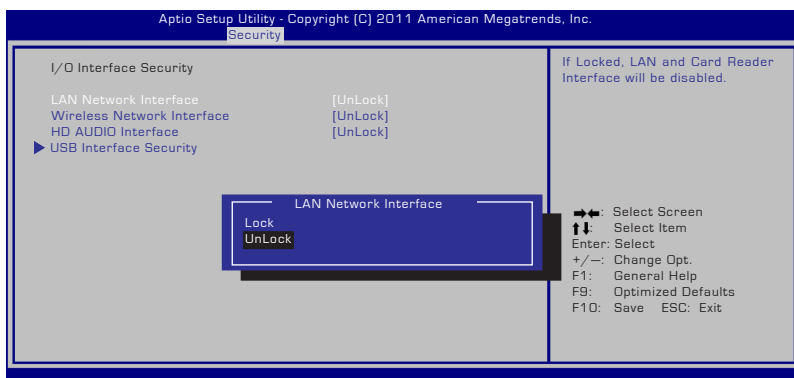 Aptio Setup Utility - Copyright (C) 2011 American Megatrends, Inc.
Security
I/O Interface Security
LAN Network Interface [UnLock]
Wireless Network Interface [UnLock]
HD AUDIO Interface [UnLock]
USB Interface Security
LAN Network Interface
Lock
UnLock
If Locked, LAN and Card Reader
Interface will be disabled.
→←: Select Screen
↑↓: Select Item
Enter: Select
+/—: Change Opt.
F1: General Help
F9: Optimized Defaults
F10: Save ESC: Exit